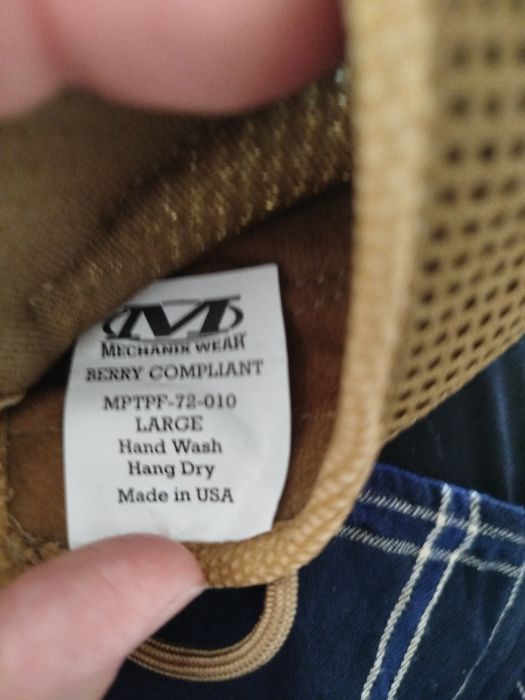 M
MECHANIX WEAR
BERRY COMPLIANT
MPTPF-72-010
LARGE
Hand Wash
Hang Dry
Made in USA